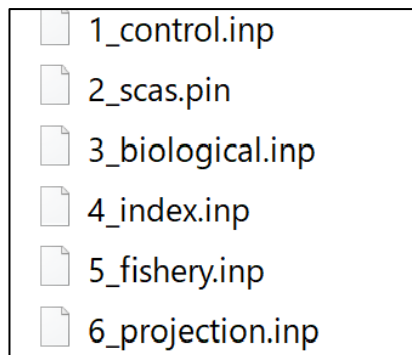 1_control.inp
2_scas.pin
3_biological.inp
4_index.inp
5_fishery.inp
6_projection.inp